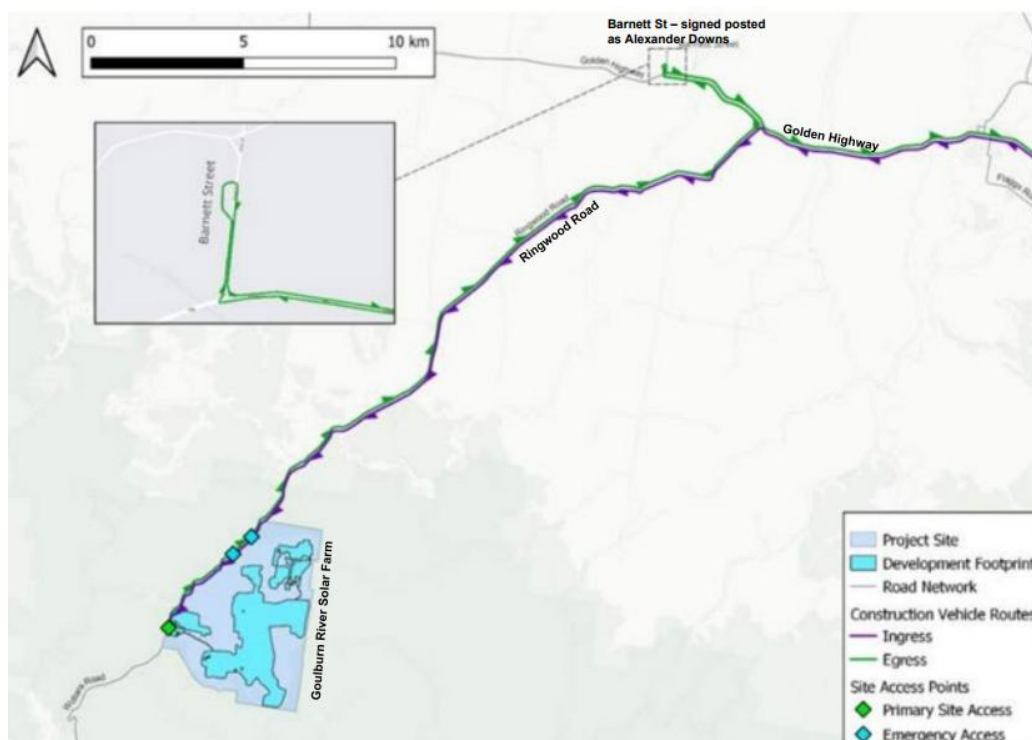 0 5 10 km
Barnett St – signed posted
as Alexander Downs
Golden Highway
Golden Highway
Barnett Street
Ringwood Road
Ringwood Road
Goulburn River Solar Farm
Project Site
Development Footprint
Road Network
Construction Vehicle Routes
Ingress
Egress
Site Access Points
Primary Site Access
Emergency Access